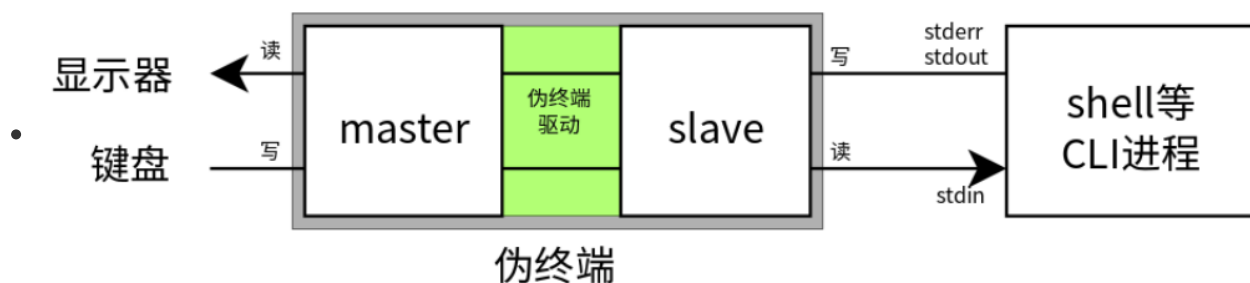 显示器
键盘
读
写
master
伪终端
驱动
slave
写
读
stderr
stdout
stdin
shell等
CLI进程
伪终端